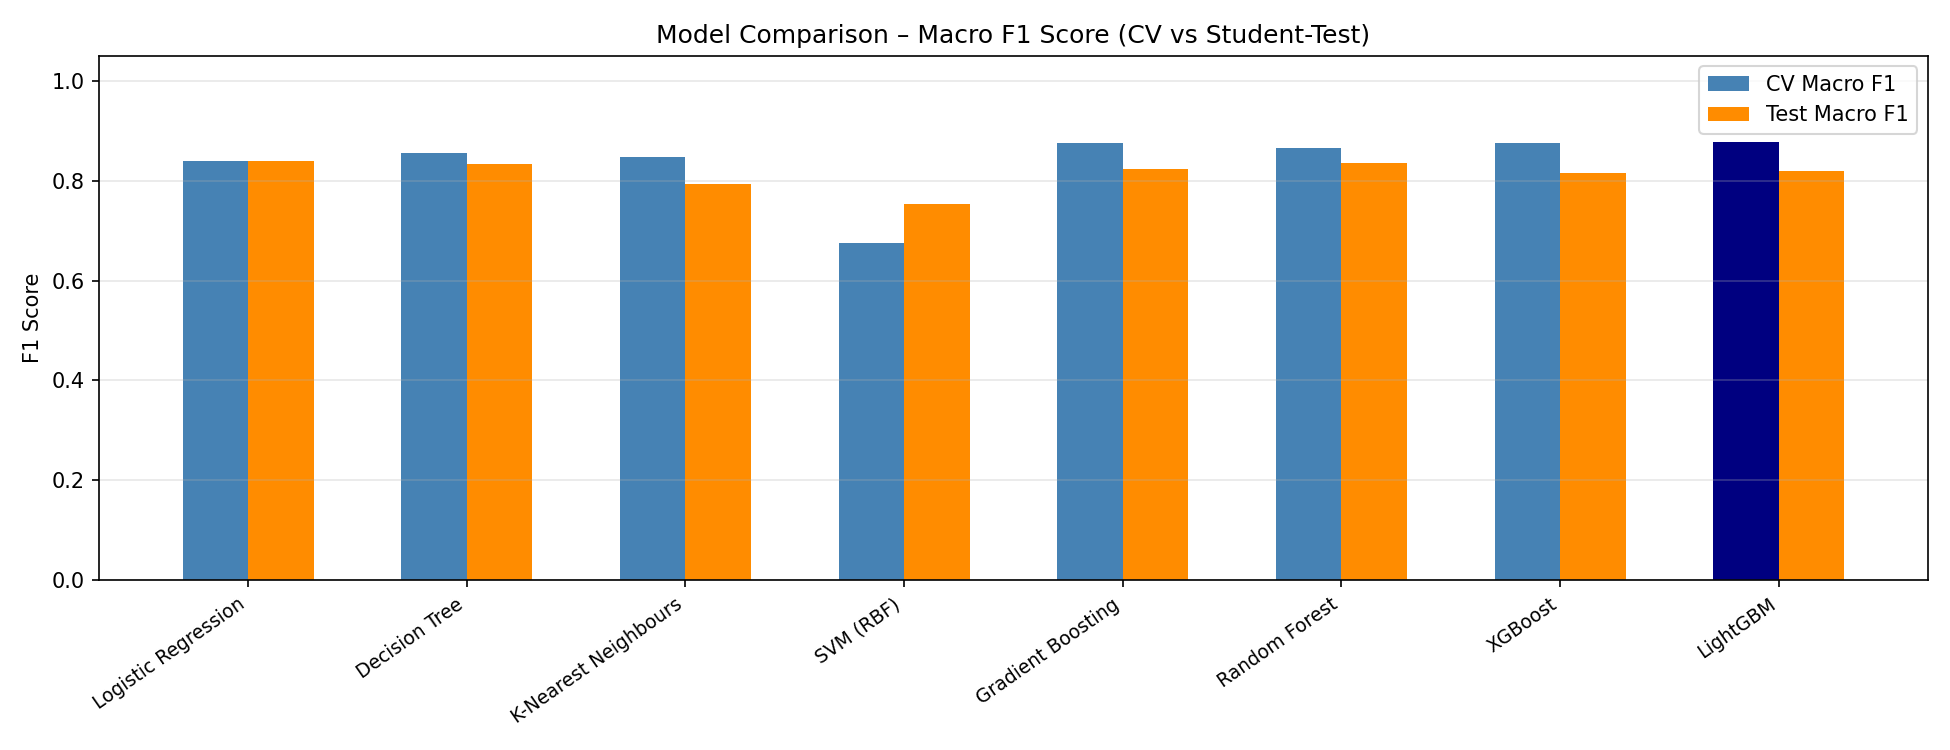 Model Comparison – Macro F1 Score (CV vs Student-Test)
CV Macro F1
Test Macro F1
F1 Score
1.0
0.8
0.6
0.4
0.2
0.0
Logistic Regression
Decision Tree
K-Nearest Neighbours
SVM (RBF)
Gradient Boosting
Random Forest
XGBoost
LightGBM